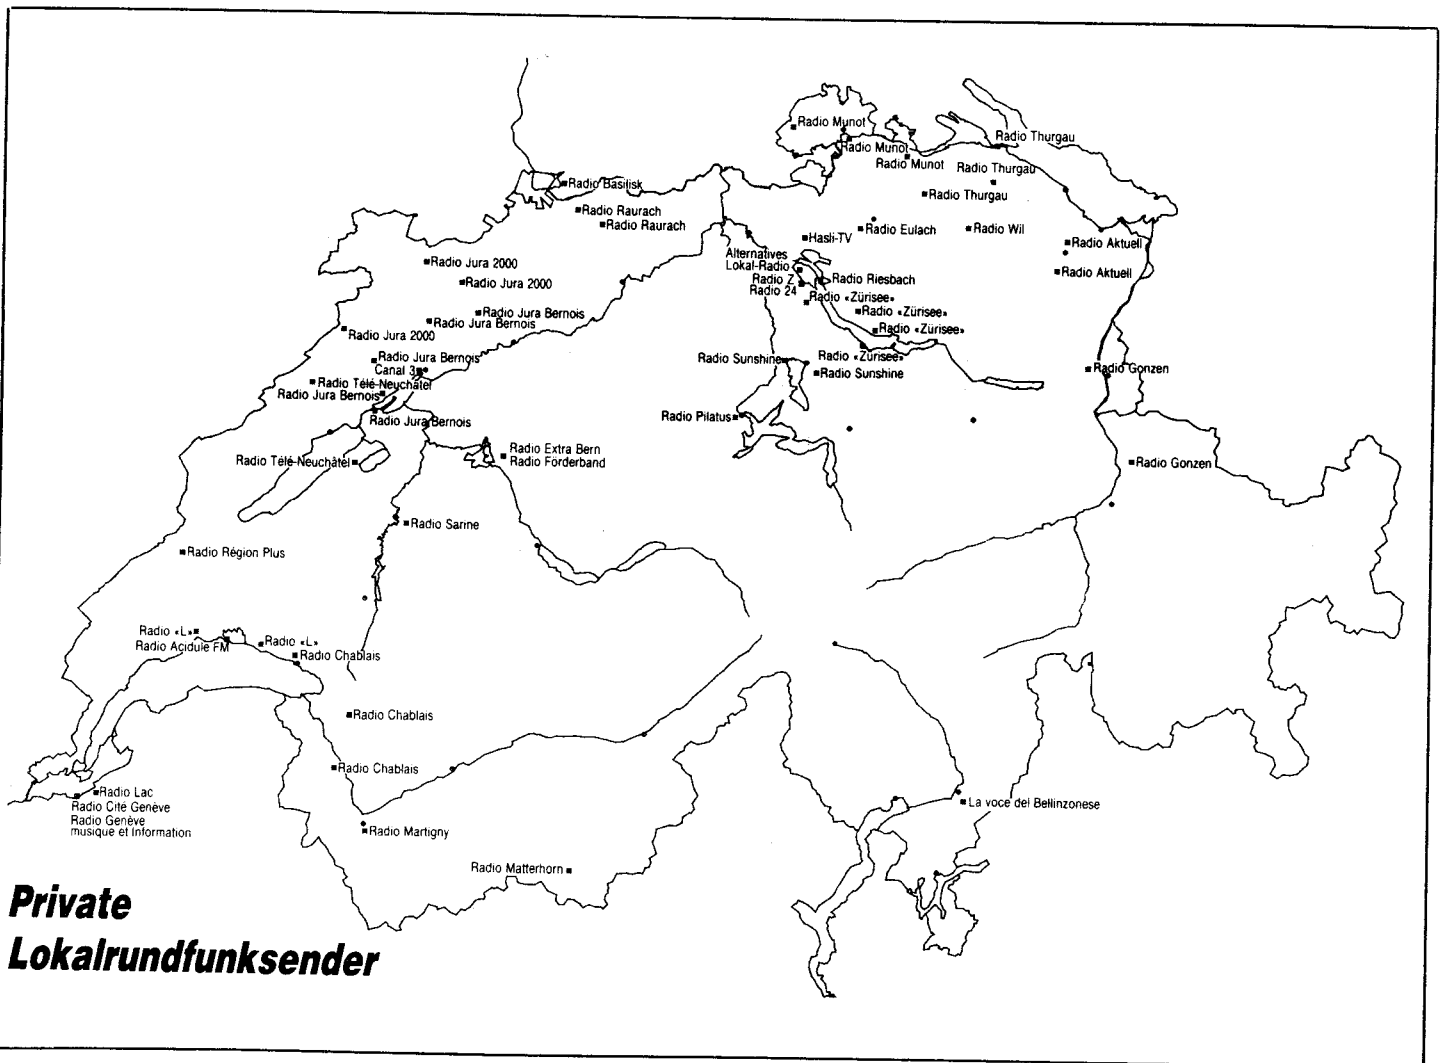 Radio Munot
Radio Munot
Radio Munot
Radio Thurgau
Radio Thurgau
Radio Thurgau
Radio Basilisk
Radio Raurach
Radio Raurach
Radio Eulach
Radio Wil
Hasli-TV
Radio Aktuell
Radio Aktuell
Alternatives
Lokal-Radio
Radio Z
Radio 24
Radio Riesbach
Radio «Zürisee»
Radio «Zürisee»
Radio «Zürisee»
Radio «Zürisee»
Radio Jura 2000
Radio Jura 2000
Radio Jura Bernois
Radio Jura Bernois
Radio Jura 2000
Radio Jura Bernois
Canal 3
Radio Télé-Neuchâtel
Radio Jura Bernois
Radio Jura Bernois
Radio Sunshine
Radio Sunshine
Radio Gonzen
Radio Pilatus
Radio Extra Bern
Radio Förderband
Radio Télé-Neuchâtel
Radio Gonzen
Radio Sarine
Radio Région Plus
Radio «L»
Radio Acidule FM
Radio «L»
Radio Chablais
Radio Chablais
Radio Chablais
Radio Lac
Radio Cité Genève
Radio Genève
musique et Information
Radio Martigny
Radio Matterhorn
La voce del Bellinzonese
Private
Lokalrundfunksender